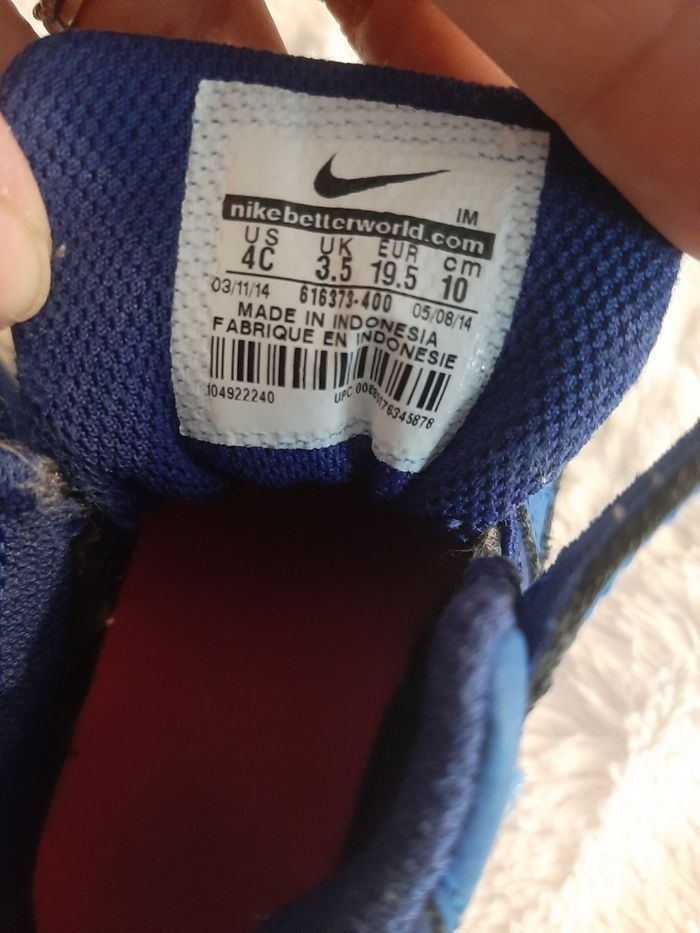 IM
nikebetterworld.com
US UK EUR cm
4C 3.5 19.5 10
03/11/14 616373-400 05/08/14
MADE IN INDONESIA
FABRIQUE EN INDONESIE
104922240 UPC